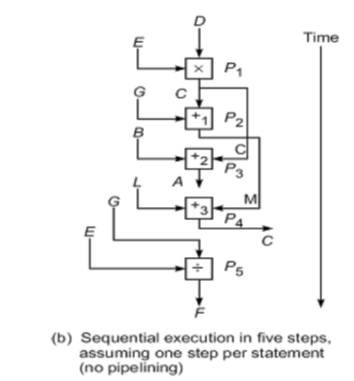 D
Time
E
× P₁
G C
+₁ P₂
B
C
+₂
P₃
L A
M
G +₃
P₄
E C
÷ P₅
F
(b) Sequential execution in five steps,
assuming one step per statement
(no pipelining)